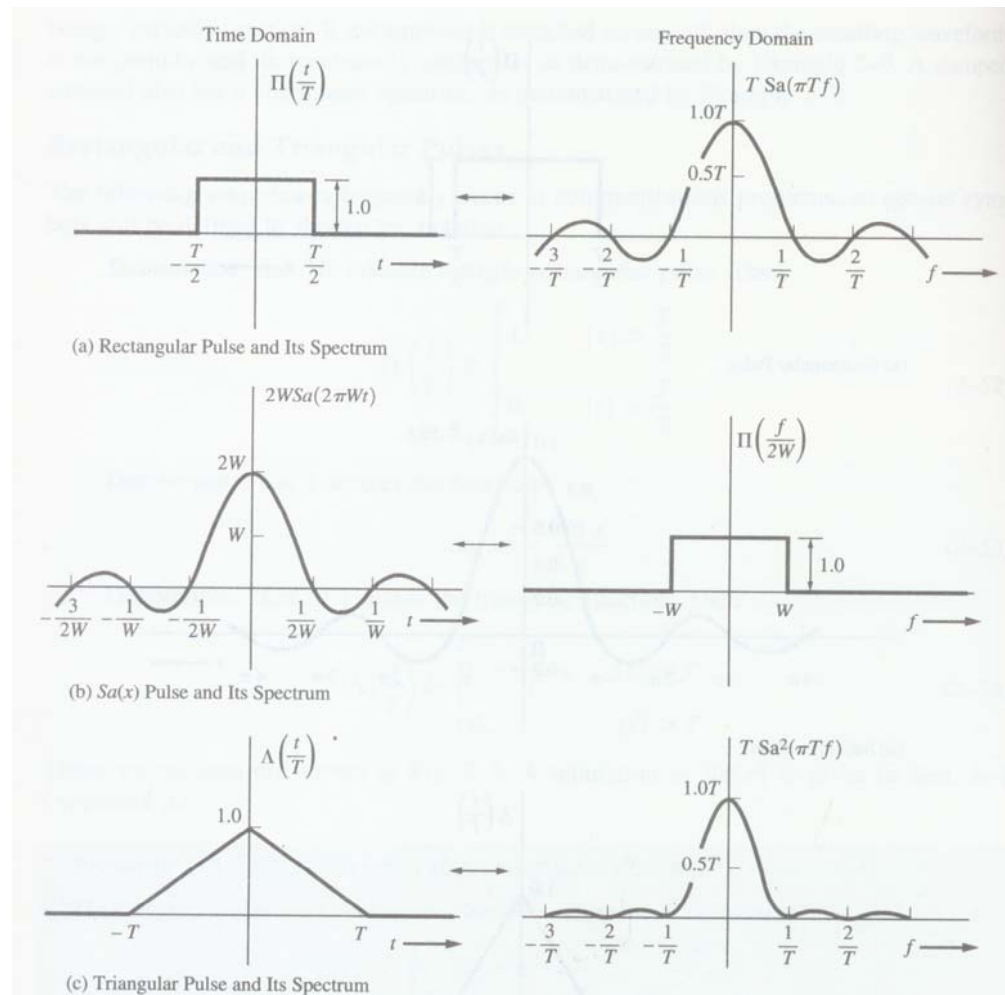 Time Domain
Frequency Domain
Π(t/T)
T Sa(πTf)
1.0T
0.5T
1.0
-T/2 T/2 t
-3/T -2/T -1/T 1/T 2/T f
(a) Rectangular Pulse and Its Spectrum
2WSa(2πWt)
Π(f/2W)
2W
W
1.0
-3/2W -1/W -1/2W 1/2W 1/W t
-W W f
(b) Sa(x) Pulse and Its Spectrum
Λ(t/T)
T Sa²(πTf)
1.0
1.0T
0.5T
-T T t
-3/T -2/T -1/T 1/T 2/T f
(c) Triangular Pulse and Its Spectrum